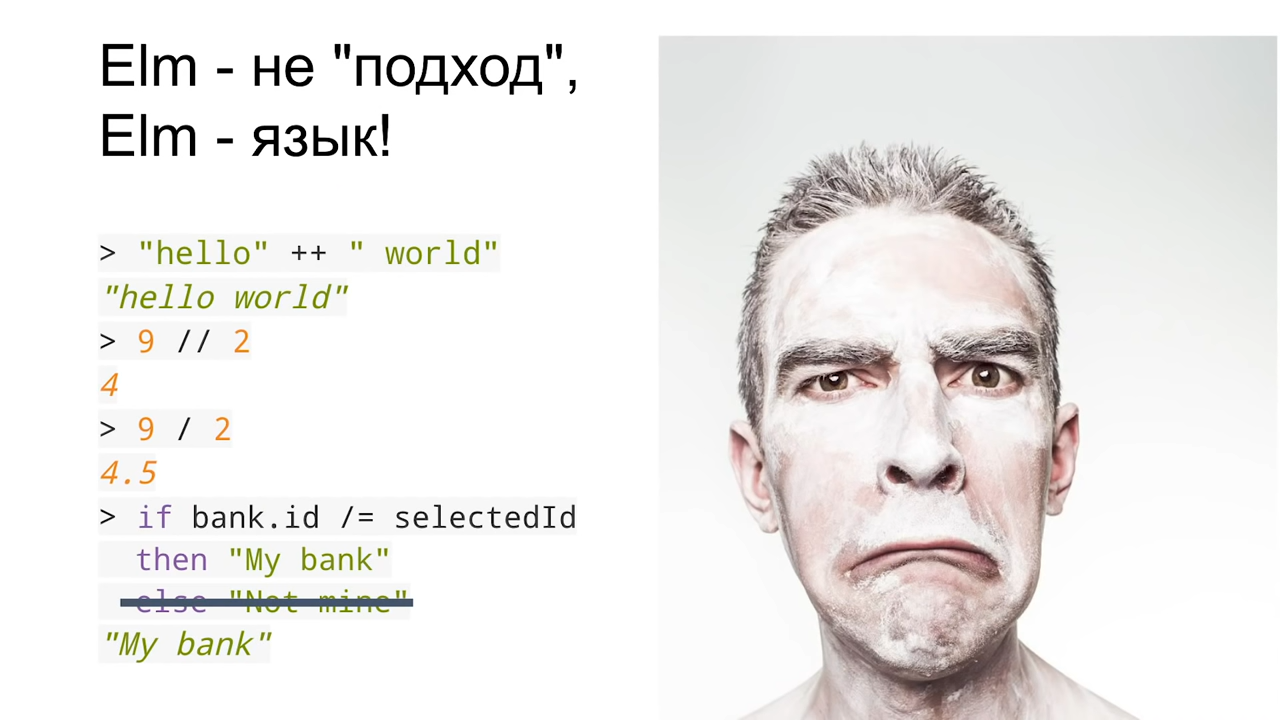 Elm - не "подход",
Elm - язык!
> "hello" ++ " world"
"hello world"
> 9 // 2
4
> 9 / 2
4.5
> if bank.id /= selectedId
then "My bank"
else "Not mine"
"My bank"